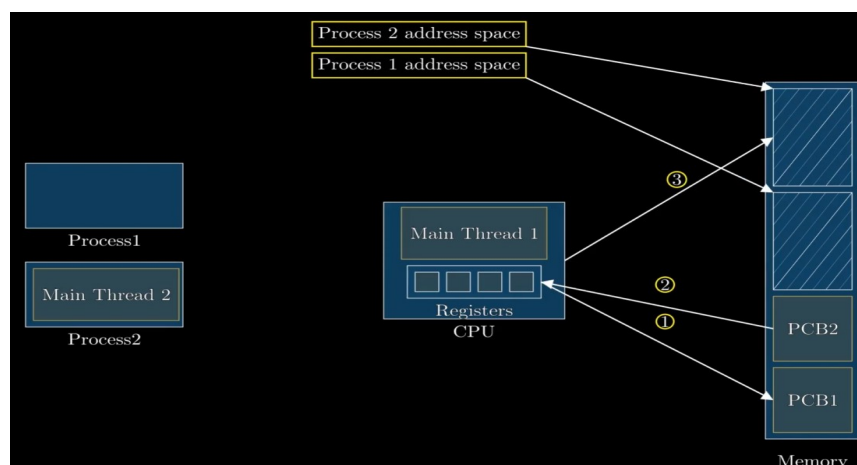 Process 2 address space
Process 1 address space
③
Process1
Main Thread 1
Main Thread 2
②
Registers
①
CPU
Process2
PCB2
PCB1
Memory